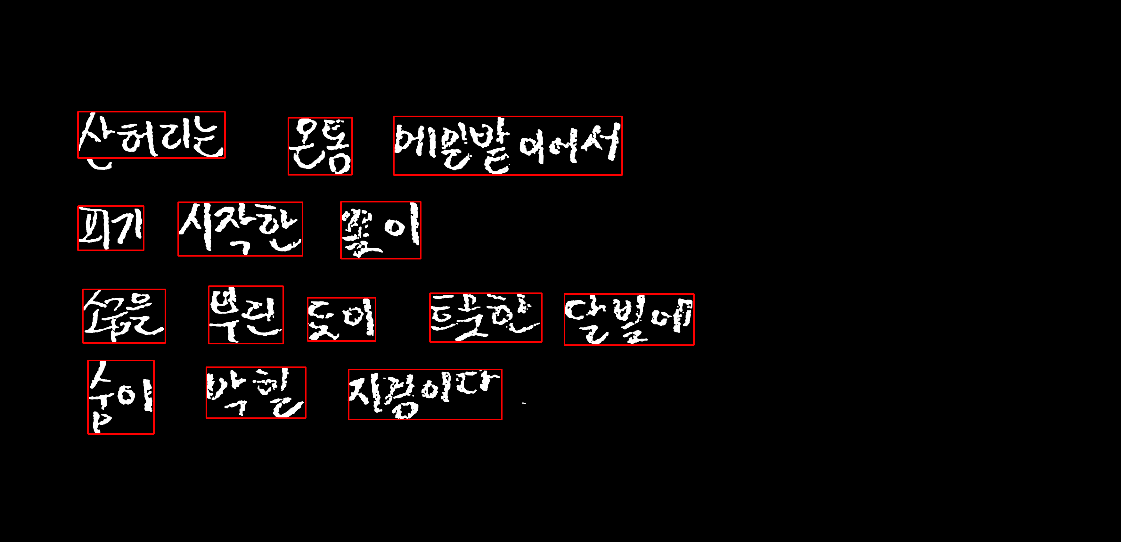 산허리는 온통 메밀밭이어서
피기 시작한 꽃이
소금을 뿌린 듯이 흐뭇한 달빛에
숨이 막힐 지경이다.